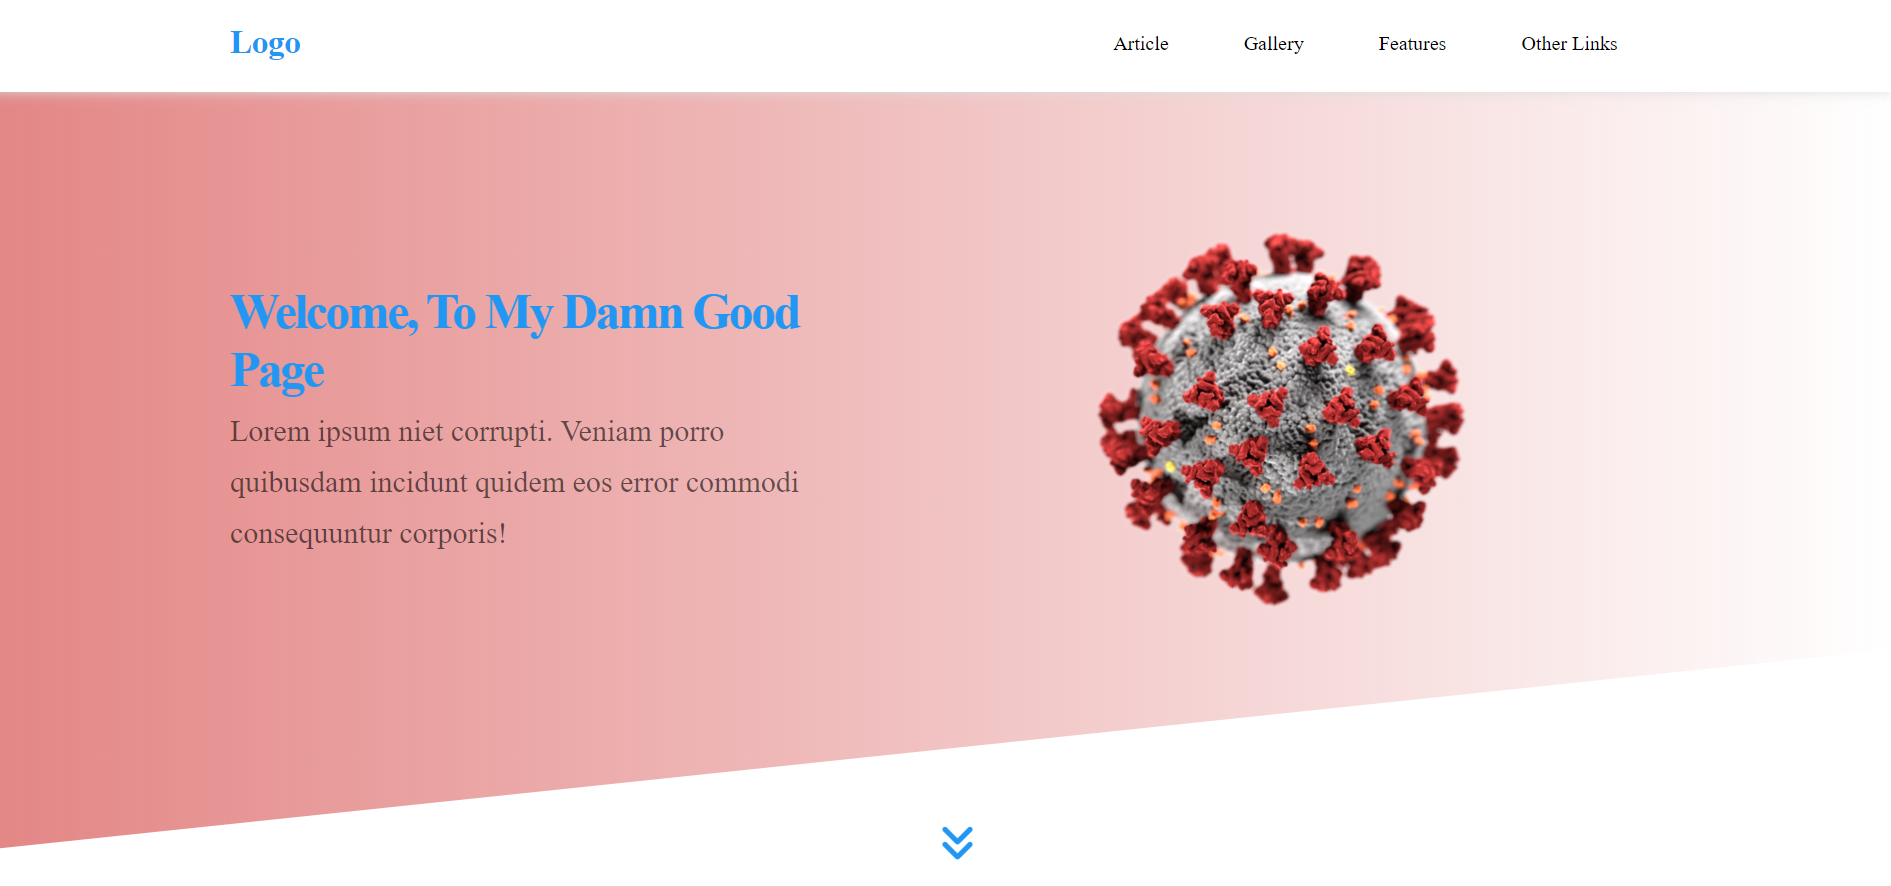 Logo
Article Gallery Features Other Links
Welcome, To My Damn Good
Page
Lorem ipsum niet corrupti. Veniam porro
quibusdam incidunt quidem eos error commodi
consequuntur corporis!